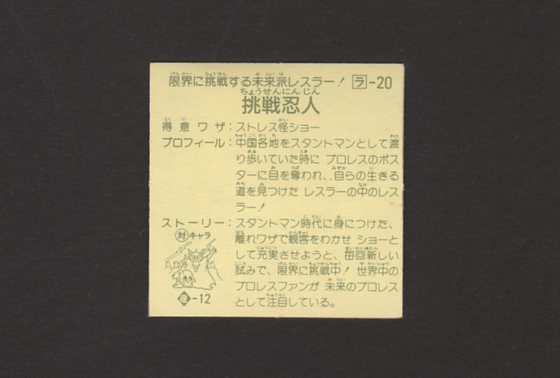 限界に挑戦する未来派レスラー! ラ-20
挑戦忍人
得意ワザ:ストレス怪ショー
プロフィール:中国各地をスタントマンとして渡
り歩いていた時に プロレスのポス
ターに目を奪われ、自らの生きる
道を見つけた レスラーの中のレス
ラー!
ストーリー:スタントマン時代に身につけた、
離れワザで観客をわかせ ショーと
して充実させようと、毎回新しい
試みで、限界に挑戦中! 世界中の
プロレスファンが 未来のプロレス
として注目している。
対キャラ
-12